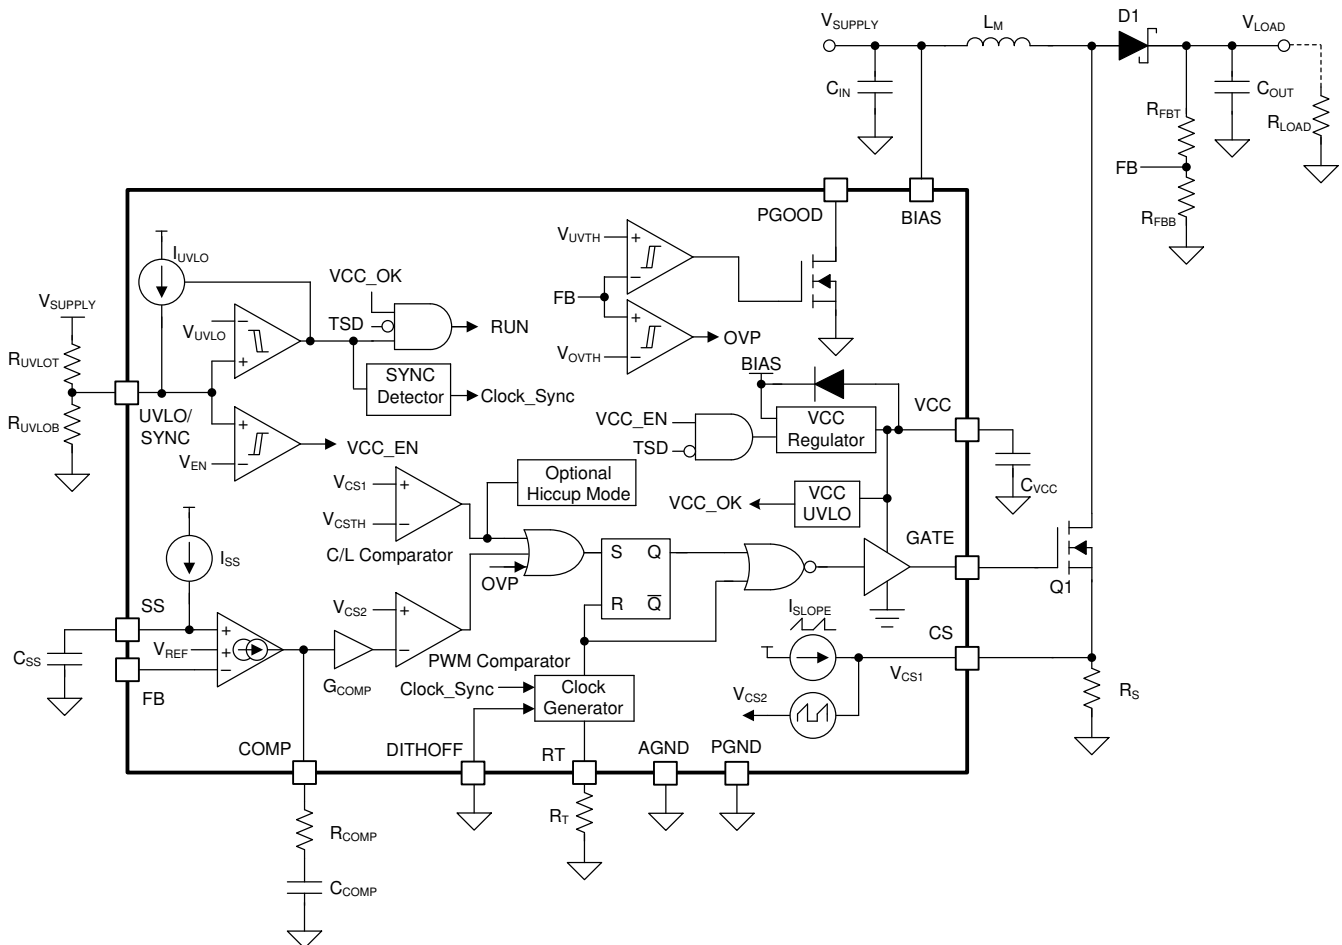 VSUPPLY
LM
D1
VLOAD
CIN
COUT
RFBT
RLOAD
FB
RFBB
PGOOD
BIAS
IUVLO
VUVTH
VSUPPLY
VCC_OK
FB
VUVLO
TSD
RUN
OVP
RUVLOT
VOVTH
SYNC
Detector
Clock_Sync
BIAS
UVLO/
SYNC
VCC_EN
VCC
Regulator
VCC
RUVLOB
VCC_EN
TSD
VEN
VCS1
Optional
Hiccup Mode
CVCC
VCC_OK
VCC
UVLO
VCSTH
C/L Comparator
GATE
S
Q
ISS
OVP
Q1
SS
VCS2
R
Q
ISLOPE
CS
VREF
CSS
PWM Comparator
VCS1
FB
GCOMP
Clock_Sync
Clock
Generator
VCS2
RS
COMP
DITHOFF
RT
AGND
PGND
RT
RCOMP
CCOMP